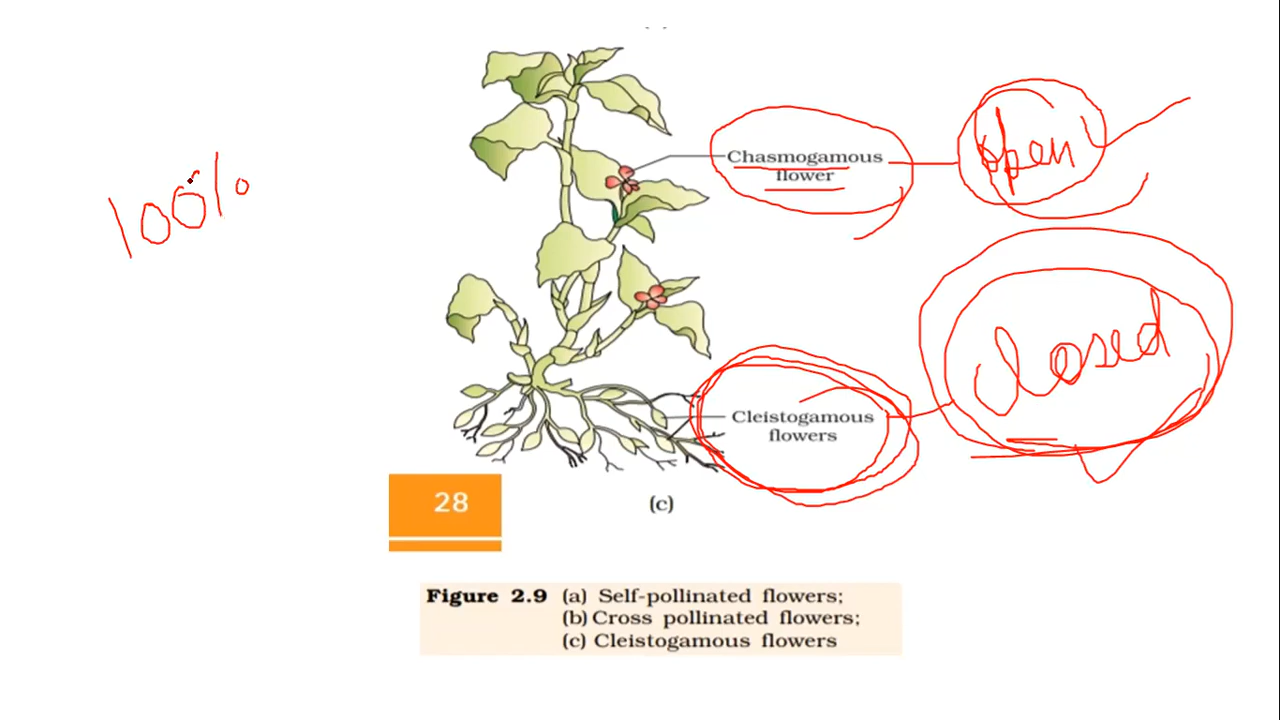 Chasmogamous
flower
open
100%
closed
Cleistogamous
flowers
28
(c)
Figure 2.9 (a) Self-pollinated flowers;
(b) Cross pollinated flowers;
(c) Cleistogamous flowers